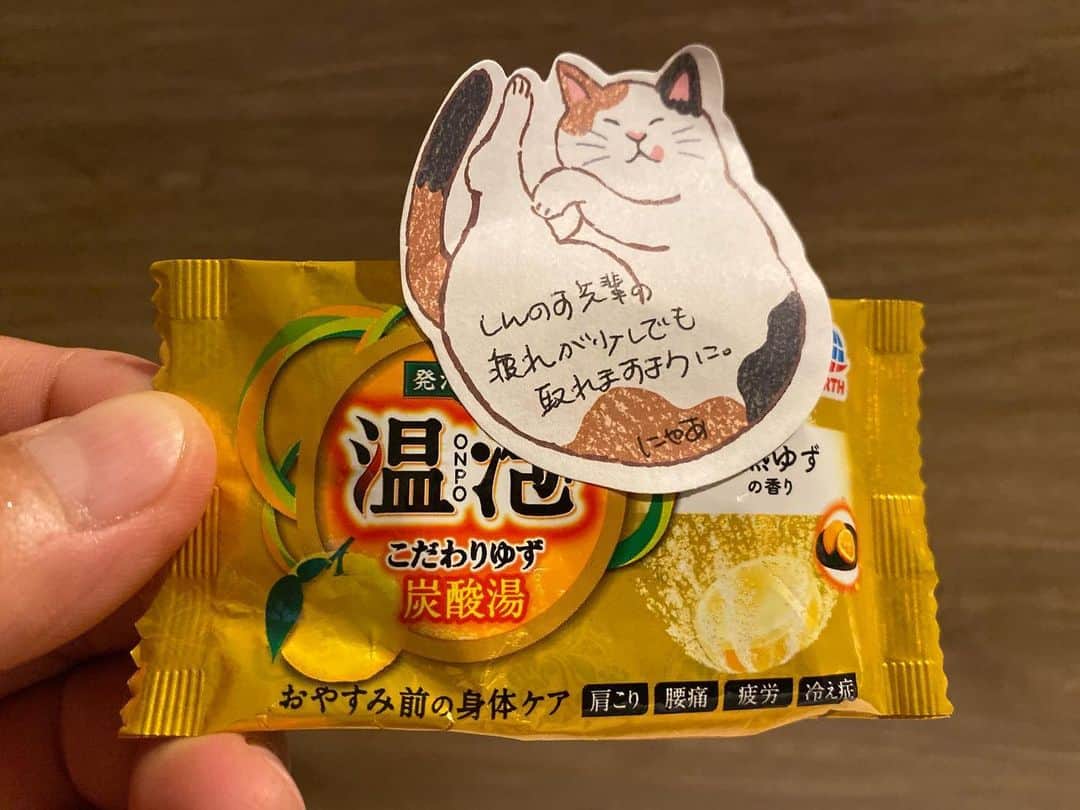 しんのすけ先輩の
疲れが少しでも
取れますように。
にゃあ
発泡
温泡
ONPO
こだわりゆず
炭酸湯
ゆず
の香り
RTH
おやすみ前の身体ケア
肩こり 腰痛 疲労 冷え症